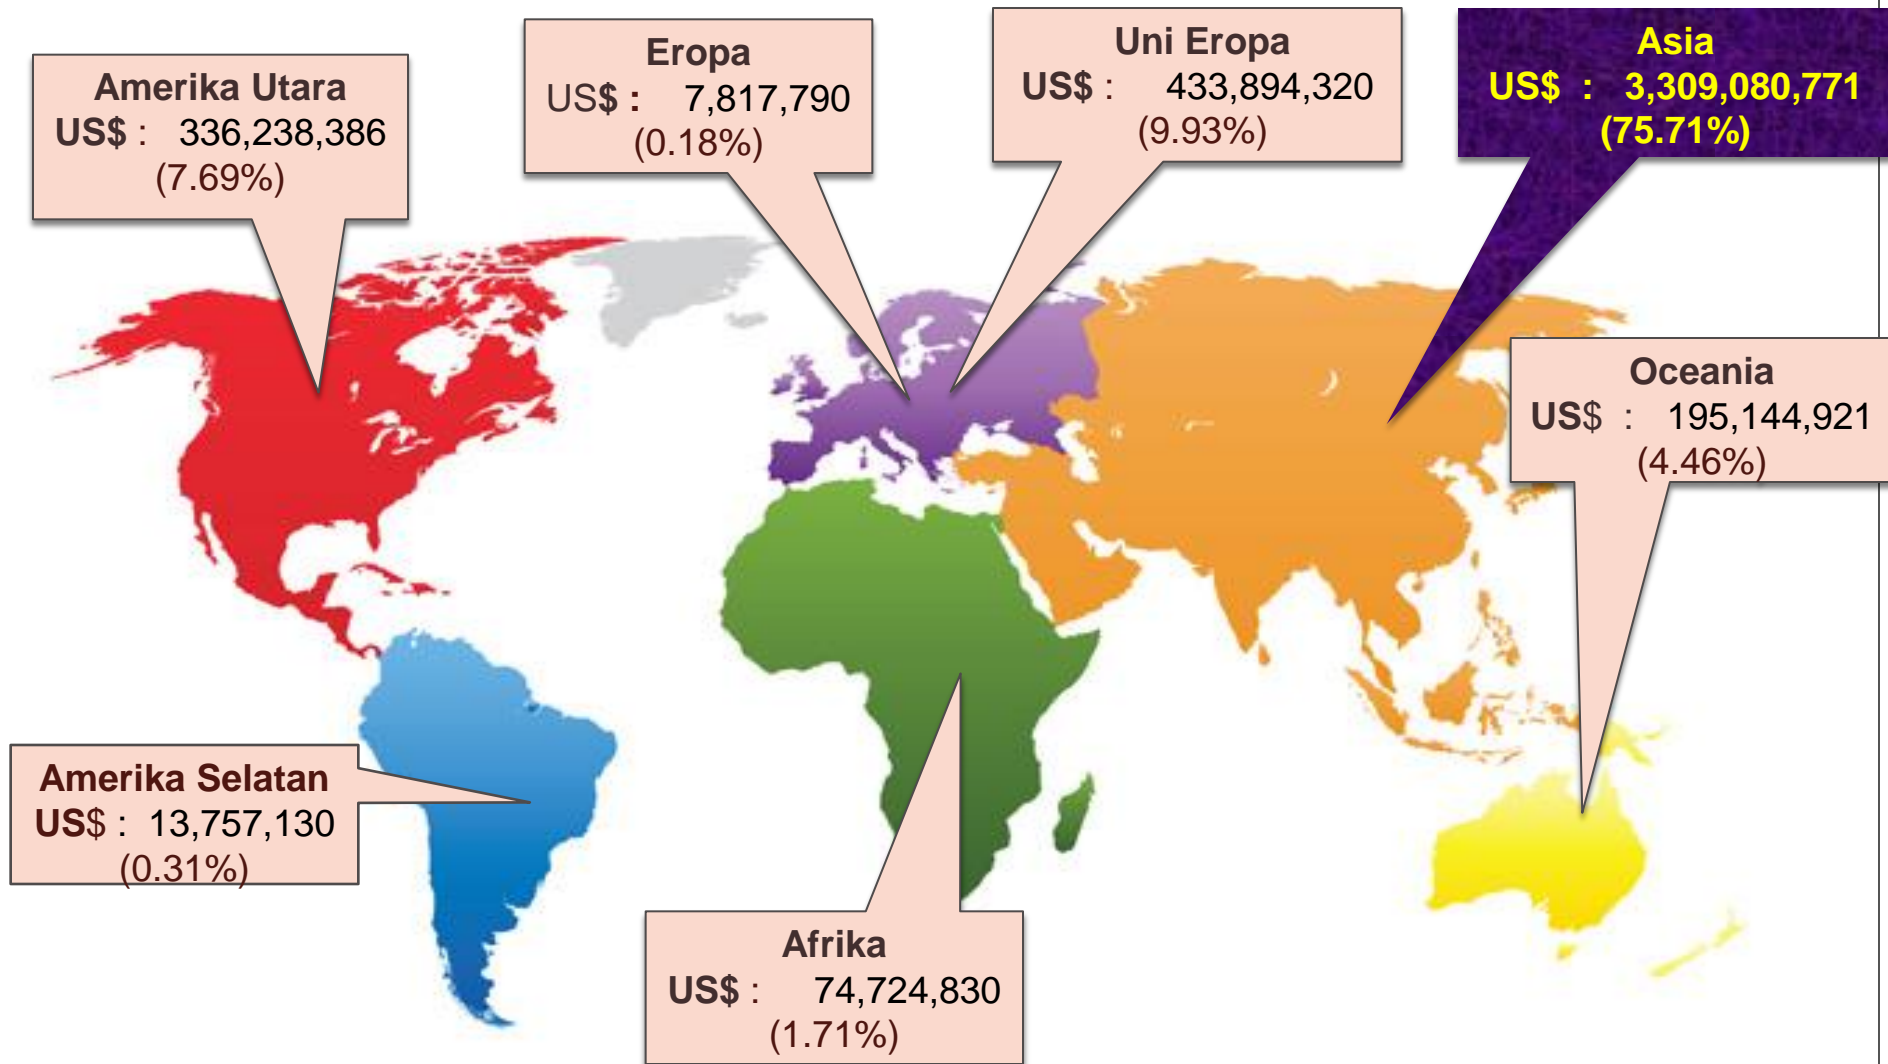 Amerika Utara
US$ : 336,238,386
(7.69%)
Eropa
US$ : 7,817,790
(0.18%)
Uni Eropa
US$ : 433,894,320
(9.93%)
Asia
US$ : 3,309,080,771
(75.71%)
Oceania
US$ : 195,144,921
(4.46%)
Amerika Selatan
US$ : 13,757,130
(0.31%)
Afrika
US$ : 74,724,830
(1.71%)